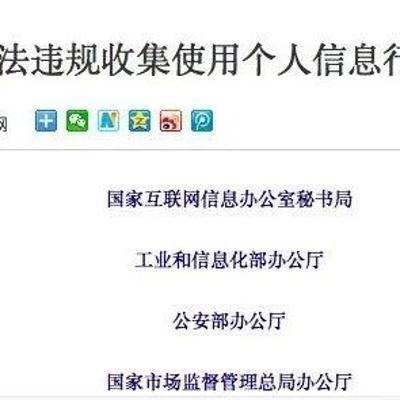 法违规收集使用个人信息行
网
国家互联网信息办公室秘书局
工业和信息化部办公厅
公安部办公厅
国家市场监督管理总局办公厅